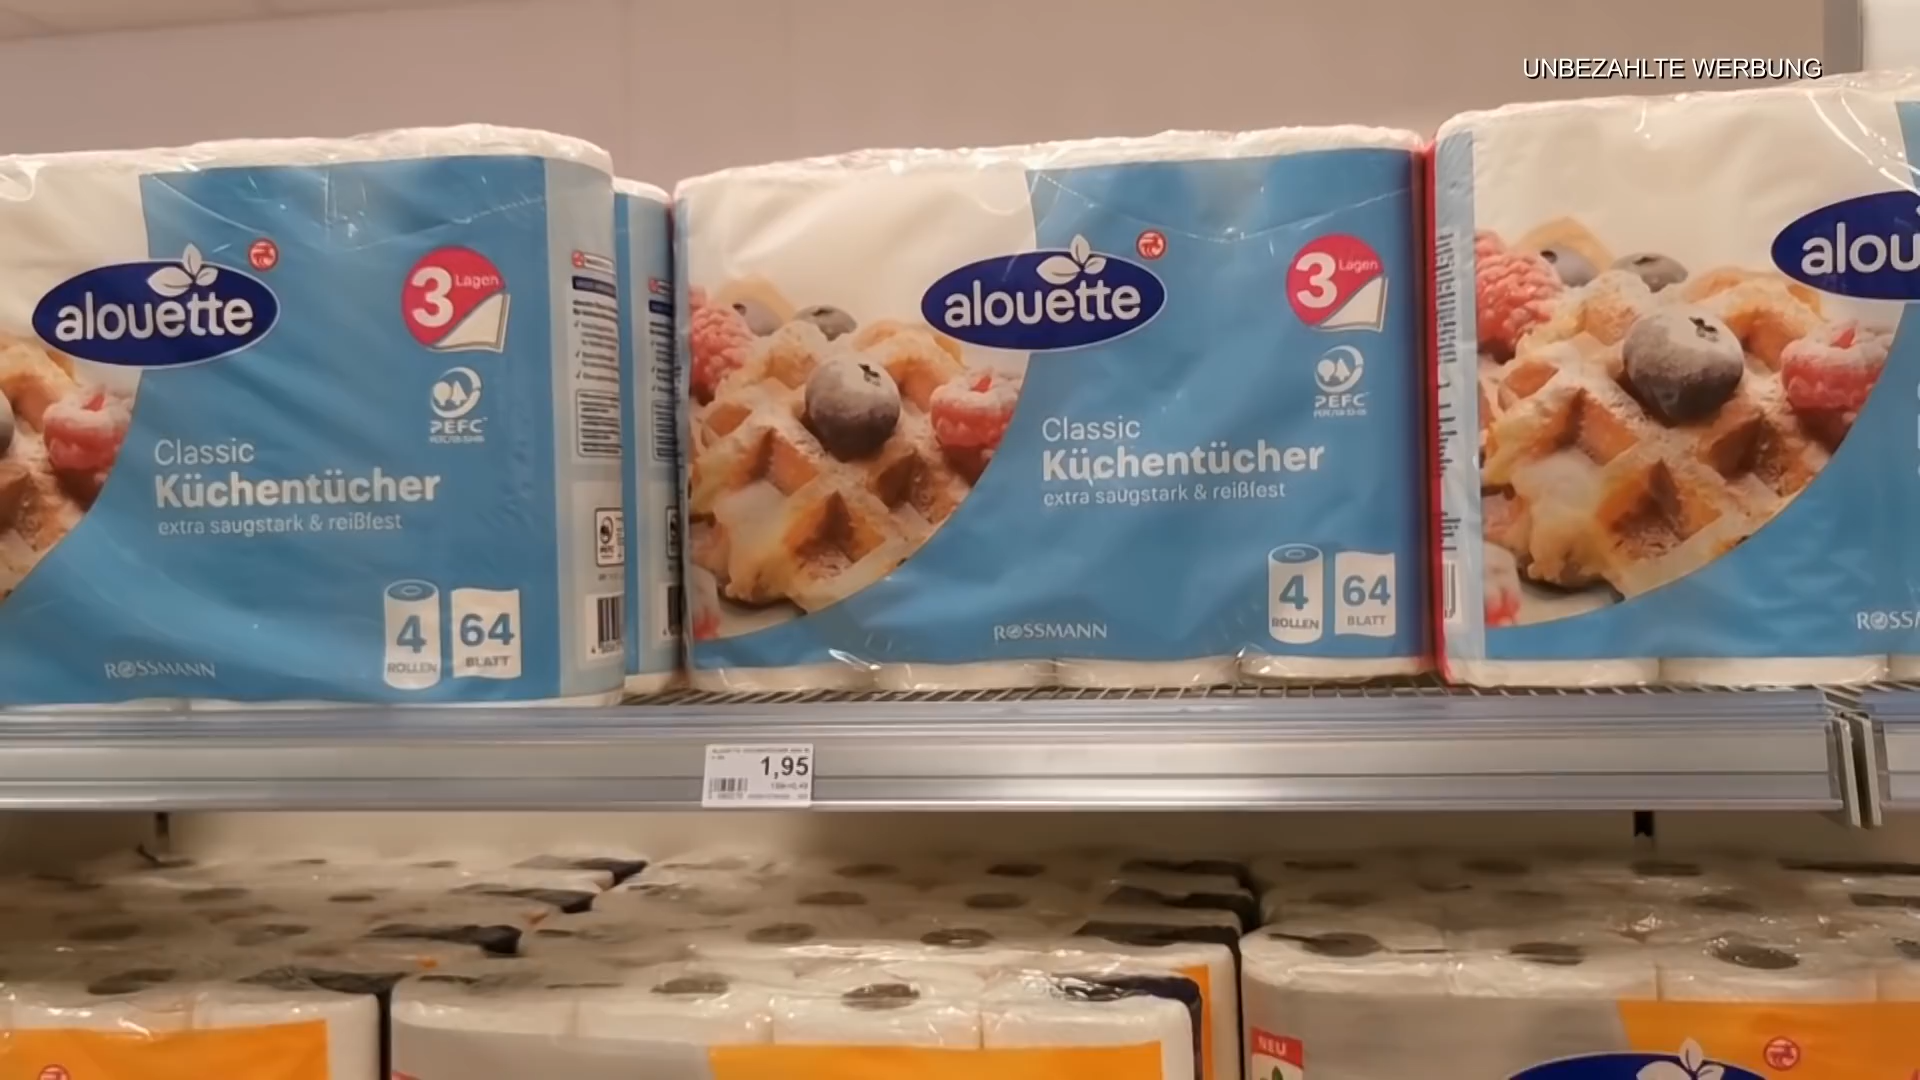 UNBEZAHLTE WERBUNG
alouette
3 Lagen
PEFC
Classic
Küchentücher
extra saugstark & reißfest
4 ROLLEN
64 BLATT
ROSSMANN
alouette
3 Lagen
PEFC
Classic
Küchentücher
extra saugstark & reißfest
4 ROLLEN
64 BLATT
ROSSMANN
alou
ROSS
1,95
NEU